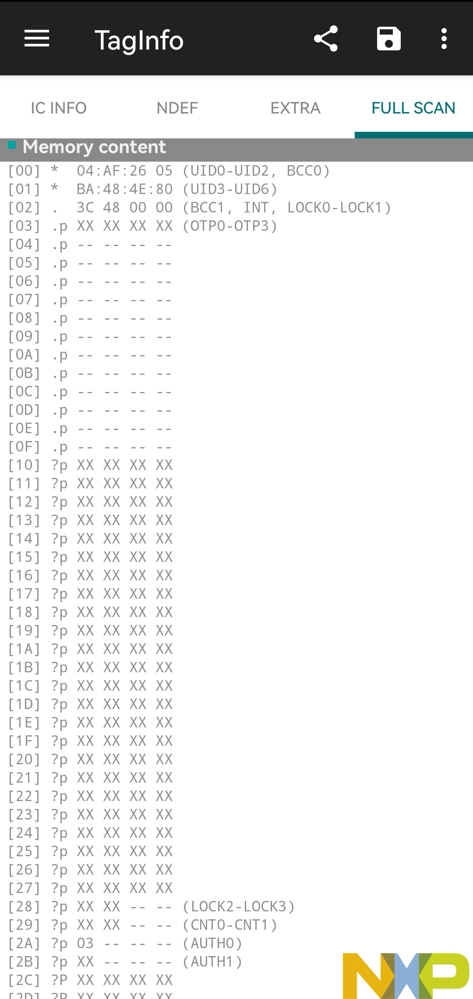 TagInfo
IC INFO NDEF EXTRA FULL SCAN
Memory content
[00] *  04:AF:26 05 (UID0-UID2, BCC0)
[01] *  BA:48:4E:80 (UID3-UID6)
[02] .  3C 48 00 00 (BCC1, INT, LOCK0-LOCK1)
[03] .p XX XX XX XX (OTP0-OTP3)
[04] .p -- -- -- --
[05] .p -- -- -- --
[06] .p -- -- -- --
[07] .p -- -- -- --
[08] .p -- -- -- --
[09] .p -- -- -- --
[0A] .p -- -- -- --
[0B] .p -- -- -- --
[0C] .p -- -- -- --
[0D] .p -- -- -- --
[0E] .p -- -- -- --
[0F] .p -- -- -- --
[10] ?p XX XX XX XX
[11] ?p XX XX XX XX
[12] ?p XX XX XX XX
[13] ?p XX XX XX XX
[14] ?p XX XX XX XX
[15] ?p XX XX XX XX
[16] ?p XX XX XX XX
[17] ?p XX XX XX XX
[18] ?p XX XX XX XX
[19] ?p XX XX XX XX
[1A] ?p XX XX XX XX
[1B] ?p XX XX XX XX
[1C] ?p XX XX XX XX
[1D] ?p XX XX XX XX
[1E] ?p XX XX XX XX
[1F] ?p XX XX XX XX
[20] ?p XX XX XX XX
[21] ?p XX XX XX XX
[22] ?p XX XX XX XX
[23] ?p XX XX XX XX
[24] ?p XX XX XX XX
[25] ?p XX XX XX XX
[26] ?p XX XX XX XX
[27] ?p XX XX XX XX
[28] ?p XX XX -- -- (LOCK2-LOCK3)
[29] ?p XX XX -- -- (CNT0-CNT1)
[2A] ?p 03 -- -- -- (AUTH0)
[2B] ?p XX -- -- -- (AUTH1)
[2C] ?P XX XX XX XX
[2D] ?P XX XX XX XX
NXP